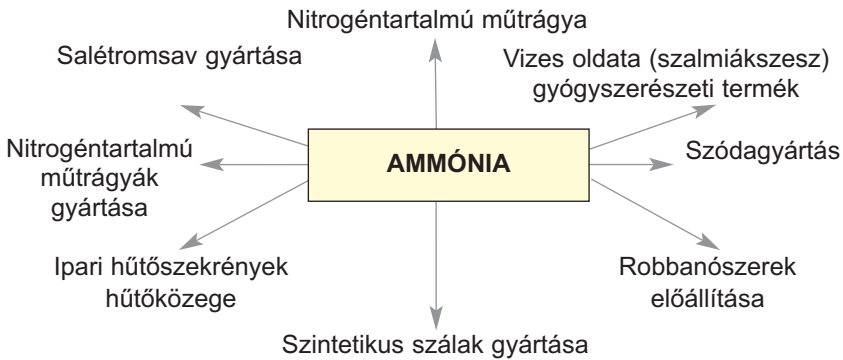 Nitrogéntartalmú műtrágya
Salétromsav gyártása
Vizes oldata (szalmiákszesz)
gyógyszerészeti termék
Nitrogéntartalmú
műtrágyák
gyártása
AMMÓNIA
Szódagyártás
Ipari hűtőszekrények
hűtőközege
Robbanószerek
előállítása
Szintetikus szálak gyártása